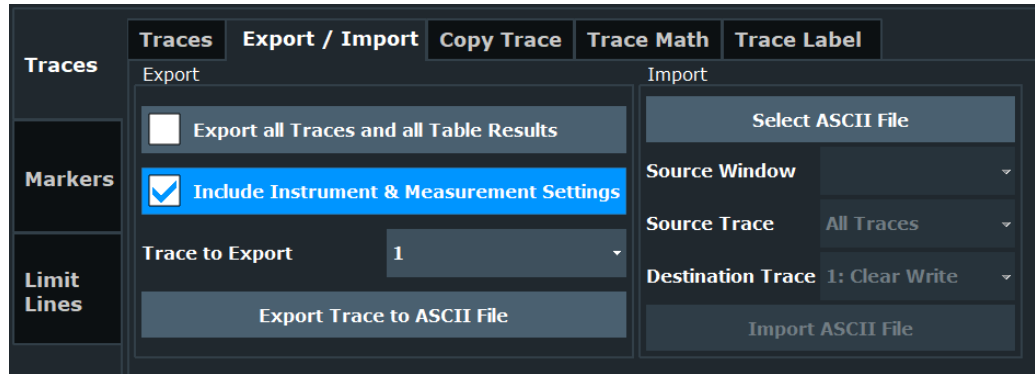 Traces
Markers
Limit
Lines
Traces Export / Import Copy Trace Trace Math Trace Label
Export
Export all Traces and all Table Results
Include Instrument & Measurement Settings
Trace to Export 1
Export Trace to ASCII File
Import
Select ASCII File
Source Window
Source Trace All Traces
Destination Trace 1: Clear Write
Import ASCII File